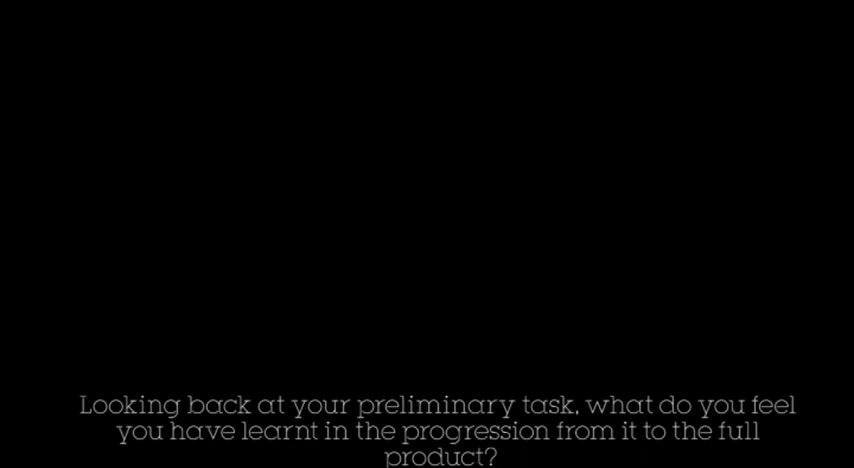 Looking back at your preliminary task, what do you feel
you have learnt in the progression from it to the full
product?